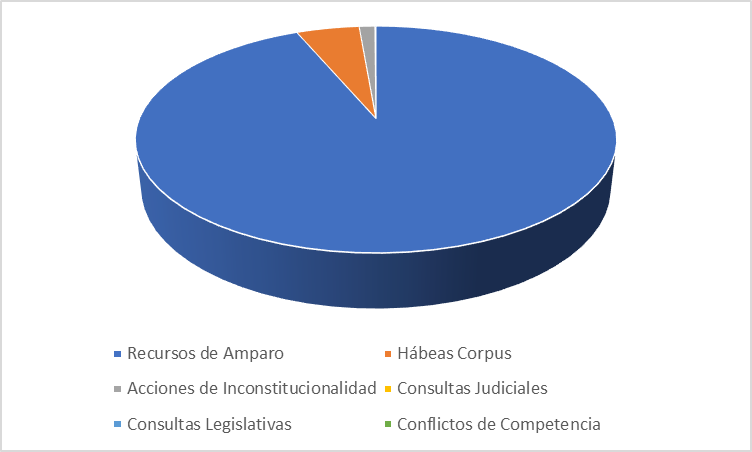 Recursos de Amparo
Hábeas Corpus
Acciones de Inconstitucionalidad
Consultas Judiciales
Consultas Legislativas
Conflictos de Competencia